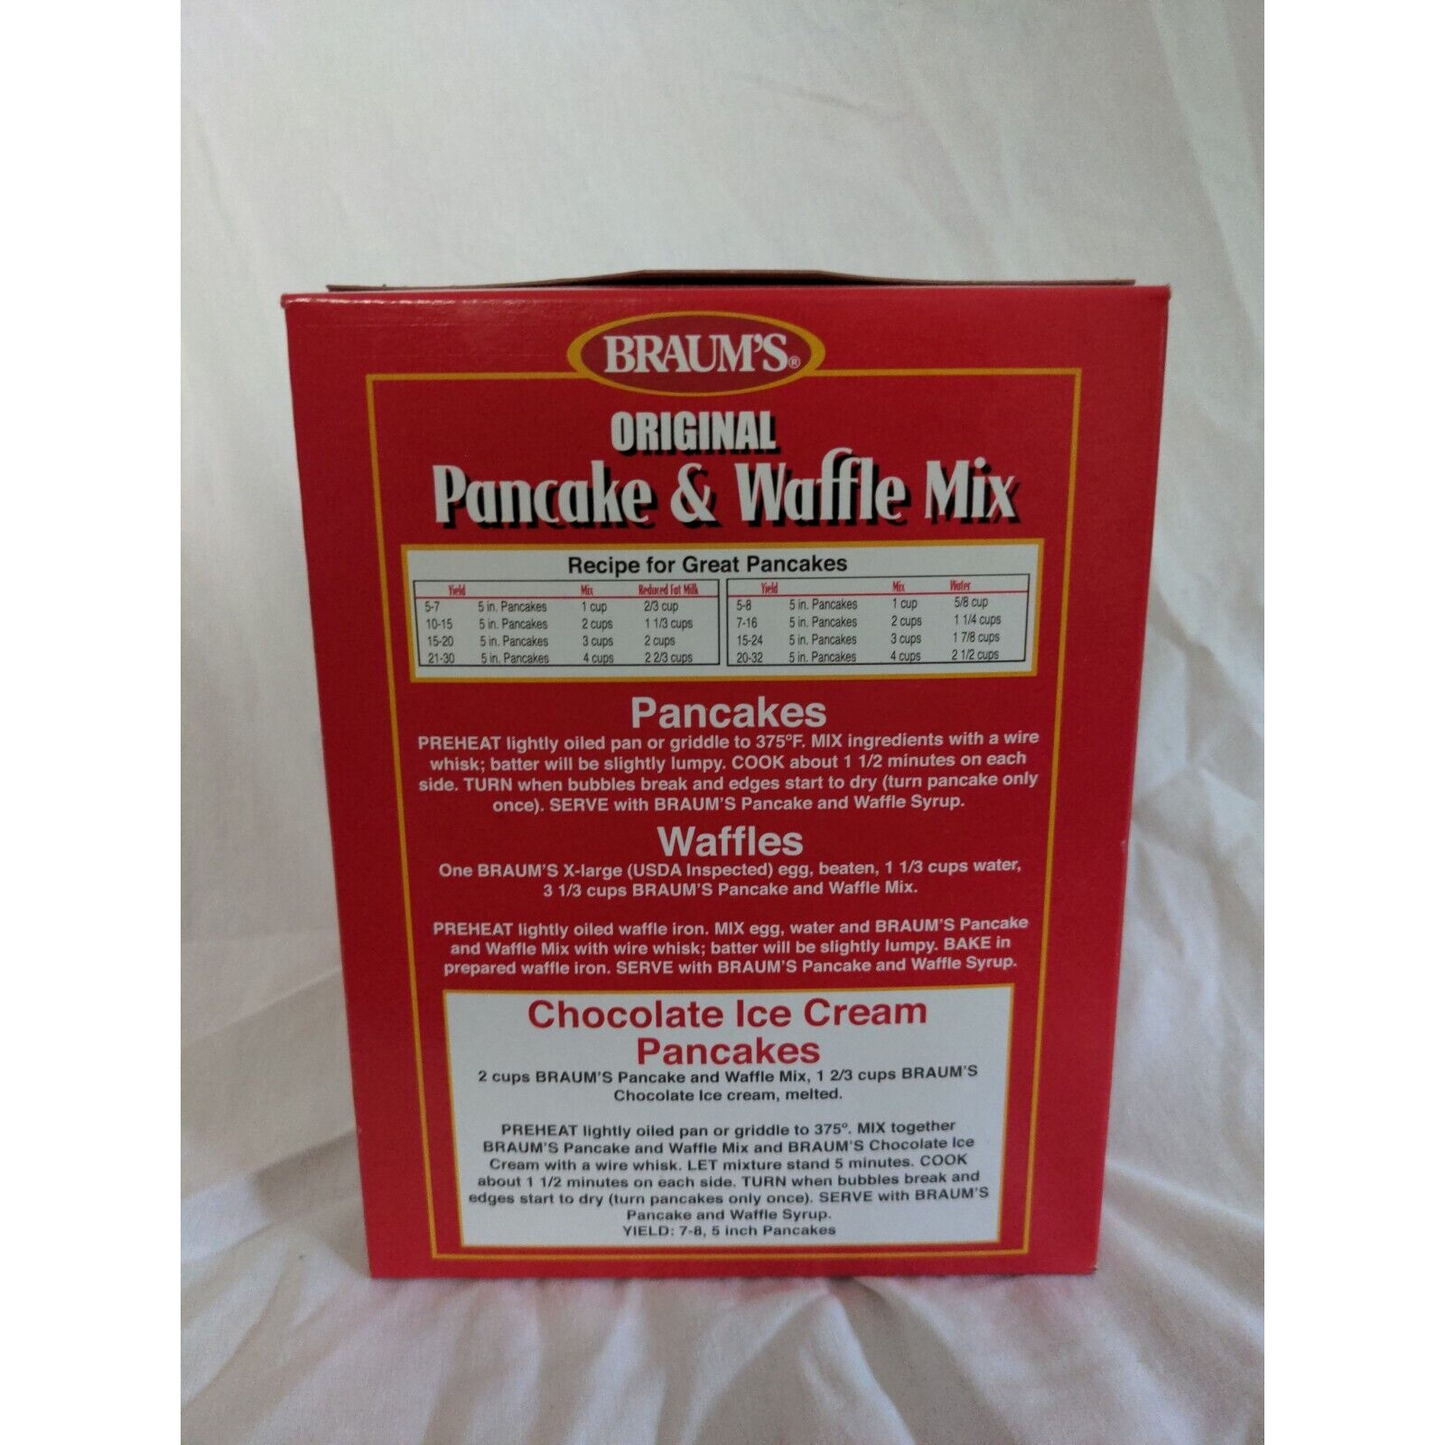 BRAUM'S®
ORIGINAL
Pancake & Waffle Mix
Recipe for Great Pancakes
Yield Mix Reduced Fat Milk
5-7 5 in. Pancakes 1 cup 2/3 cup
10-15 5 in. Pancakes 2 cups 1 1/3 cups
15-20 5 in. Pancakes 3 cups 2 cups
21-30 5 in. Pancakes 4 cups 2 2/3 cups
Yield Mix Water
5-8 5 in. Pancakes 1 cup 5/8 cup
7-16 5 in. Pancakes 2 cups 1 1/4 cups
15-24 5 in. Pancakes 3 cups 1 7/8 cups
20-32 5 in. Pancakes 4 cups 2 1/2 cups
Pancakes
PREHEAT lightly oiled pan or griddle to 375°F. MIX ingredients with a wire
whisk; batter will be slightly lumpy. COOK about 1 1/2 minutes on each
side. TURN when bubbles break and edges start to dry (turn pancake only
once). SERVE with BRAUM'S Pancake and Waffle Syrup.
Waffles
One BRAUM'S X-large (USDA Inspected) egg, beaten, 1 1/3 cups water,
3 1/3 cups BRAUM'S Pancake and Waffle Mix.
PREHEAT lightly oiled waffle iron. MIX egg, water and BRAUM'S Pancake
and Waffle Mix with wire whisk; batter will be slightly lumpy. BAKE in
prepared waffle iron. SERVE with BRAUM'S Pancake and Waffle Syrup.
Chocolate Ice Cream
Pancakes
2 cups BRAUM'S Pancake and Waffle Mix, 1 2/3 cups BRAUM'S
Chocolate Ice cream, melted.
PREHEAT lightly oiled pan or griddle to 375°. MIX together
BRAUM'S Pancake and Waffle Mix and BRAUM'S Chocolate Ice
Cream with a wire whisk. LET mixture stand 5 minutes. COOK
about 1 1/2 minutes on each side. TURN when bubbles break and
edges start to dry (turn pancakes only once). SERVE with BRAUM'S
Pancake and Waffle Syrup.
YIELD: 7-8, 5 inch Pancakes